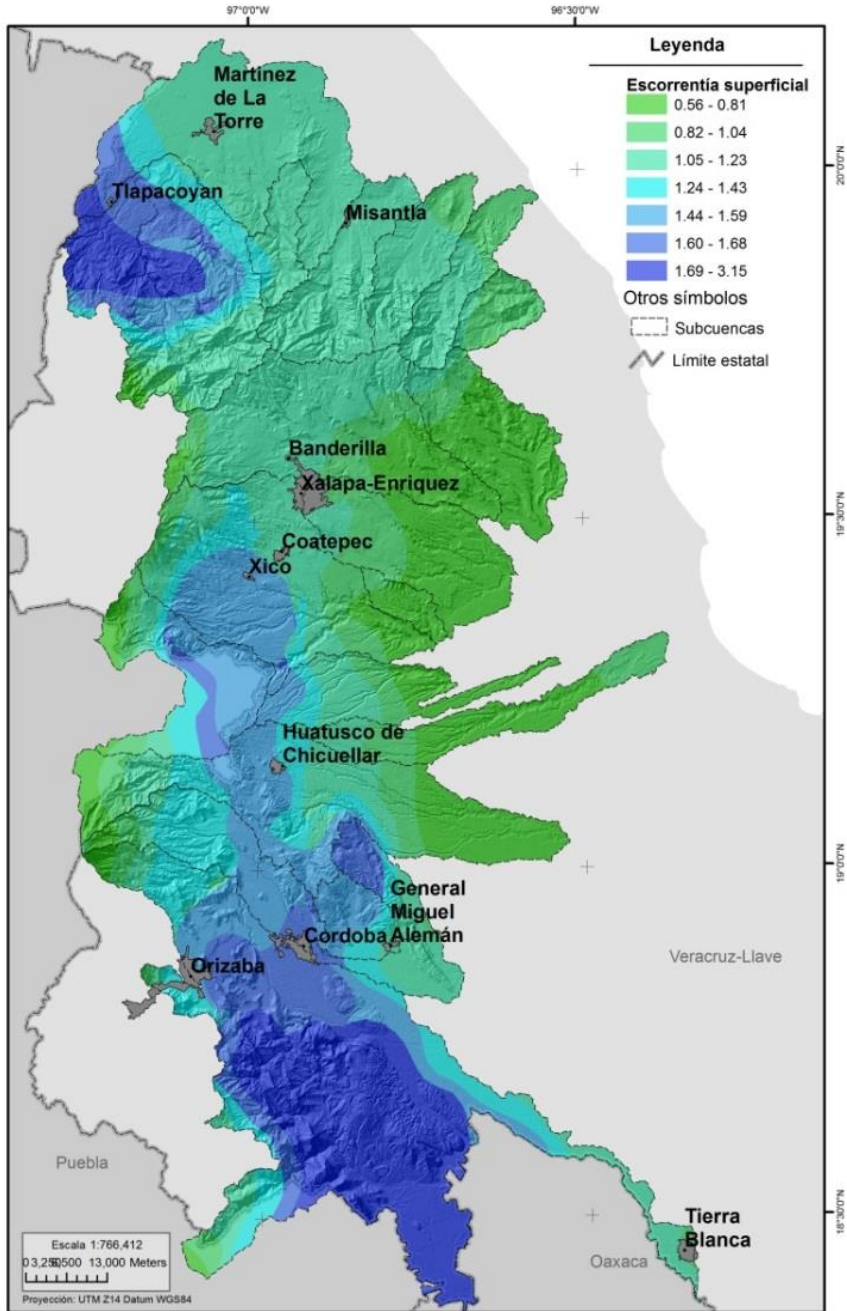 97°0'0"W
96°30'0"W
Leyenda
Escorrentía superficial
0.56 - 0.81
0.82 - 1.04
1.05 - 1.23
1.24 - 1.43
1.44 - 1.59
1.60 - 1.68
1.69 - 3.15
Otros símbolos
Subcuencas
Límite estatal
Martinez
de La
Torre
20°0'0"N
Tlapacoyan
Misantla
Banderilla
Xalapa-Enriquez
19°30'0"N
Coatepec
Xico
Huatusco de
Chicuellar
19°0'0"N
General
Miguel
Alemán
Cordoba
Orizaba
Veracruz-Llave
Puebla
18°30'0"N
Tierra
Blanca
Oaxaca
Escala 1:766,412
13,000 Meters
Proyección: UTM Z14 Datum WGS84